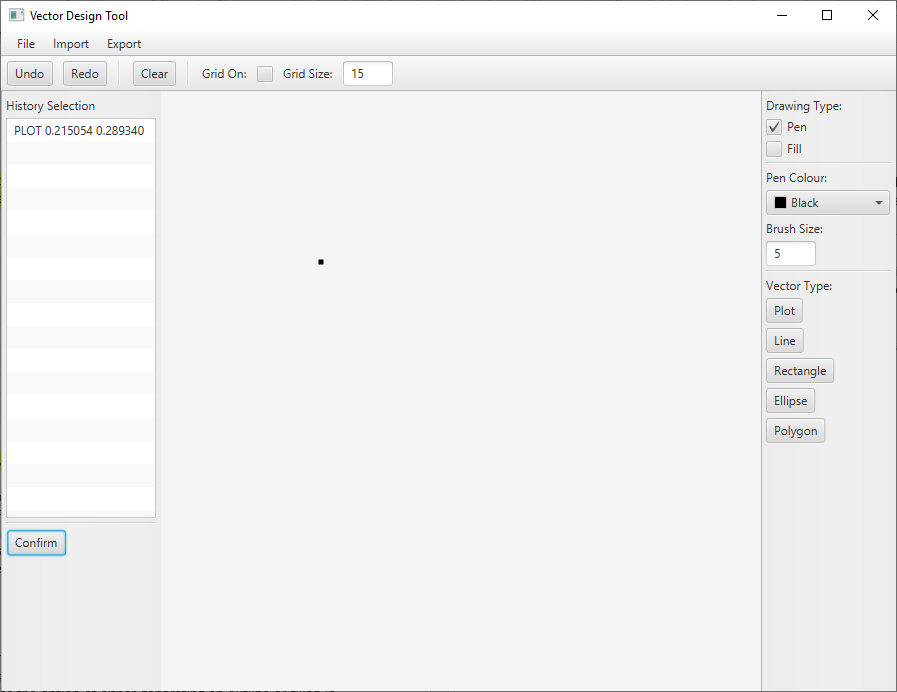 Vector Design Tool
File Import Export
Undo Redo Clear Grid On: Grid Size: 15
History Selection
PLOT 0.215054 0.289340
Confirm
Drawing Type:
Pen
Fill
Pen Colour:
Black
Brush Size:
5
Vector Type:
Plot
Line
Rectangle
Ellipse
Polygon